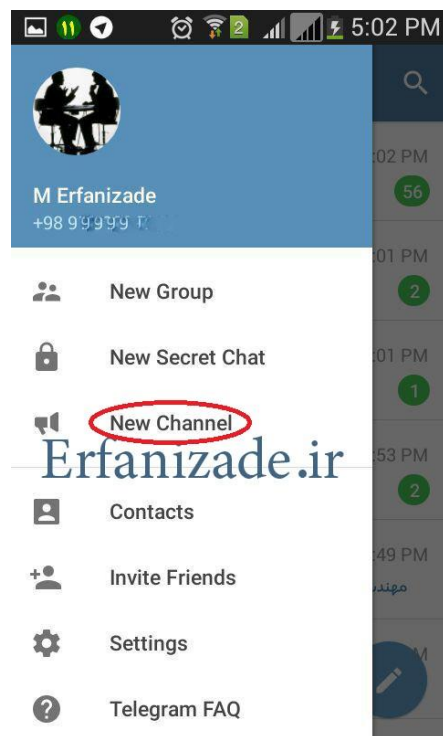 2 5:02 PM
M Erfanizade
:02 PM
56
:01 PM
2
New Group
New Secret Chat
:01 PM
1
New Channel
Erfanizade.ir
:53 PM
2
Contacts
:49 PM
Invite Friends
Settings
Telegram FAQ